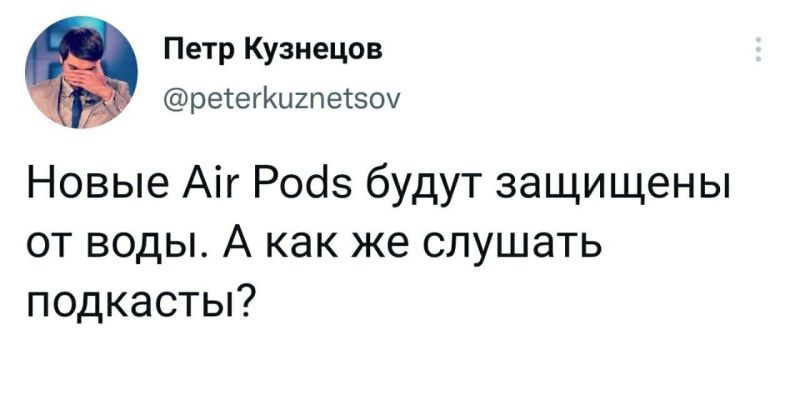 Петр Кузнецов
@peterkuznetsov
Новые Air Pods будут защищены
от воды. А как же слушать
подкасты?